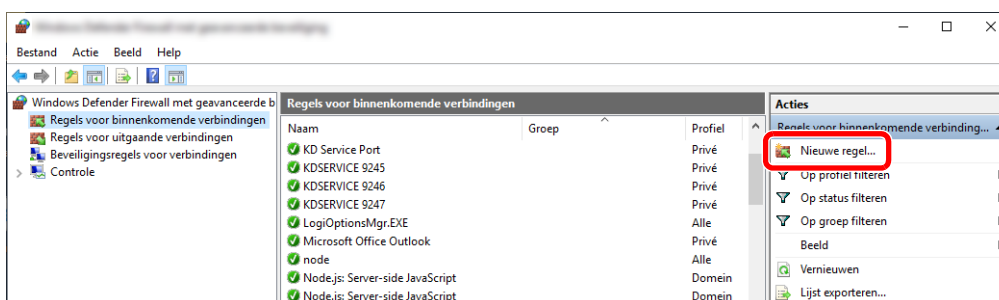 Bestand Actie Beeld Help
Windows Defender Firewall met geavanceerde b
Regels voor binnenkomende verbindingen
Regels voor uitgaande verbindingen
Beveiligingsregels voor verbindingen
Controle
Regels voor binnenkomende verbindingen
Naam Groep Profiel
KD Service Port Privé
KDSERVICE 9245 Privé
KDSERVICE 9246 Privé
KDSERVICE 9247 Privé
LogiOptionsMgr.EXE Alle
Microsoft Office Outlook Privé
node Alle
Node.js: Server-side JavaScript Domein
Node.js: Server-side JavaScript Domein
Acties
Regels voor binnenkomende verbinding...
Nieuwe regel...
Op profiel filteren
Op status filteren
Op groep filteren
Beeld
Vernieuwen
Lijst exporteren...